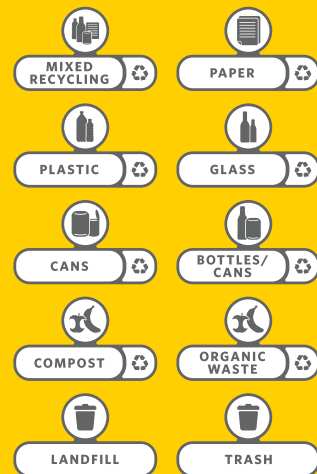 MIXED
RECYCLING
PAPER
PLASTIC
GLASS
CANS
BOTTLES/
CANS
COMPOST
ORGANIC
WASTE
LANDFILL
TRASH